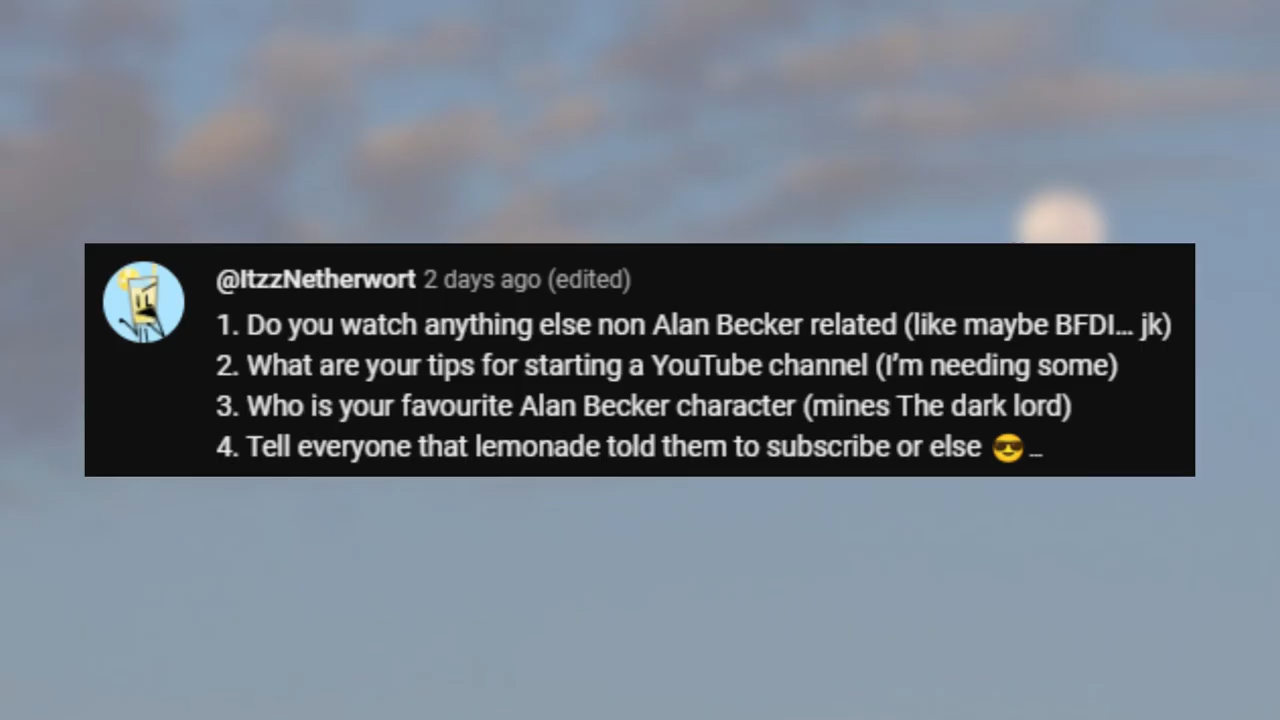 @ItzzNetherwort 2 days ago (edited)
1. Do you watch anything else non Alan Becker related (like maybe BFDI... jk)
2. What are your tips for starting a YouTube channel (I’m needing some)
3. Who is your favourite Alan Becker character (mines The dark lord)
4. Tell everyone that lemonade told them to subscribe or else 😎 ...